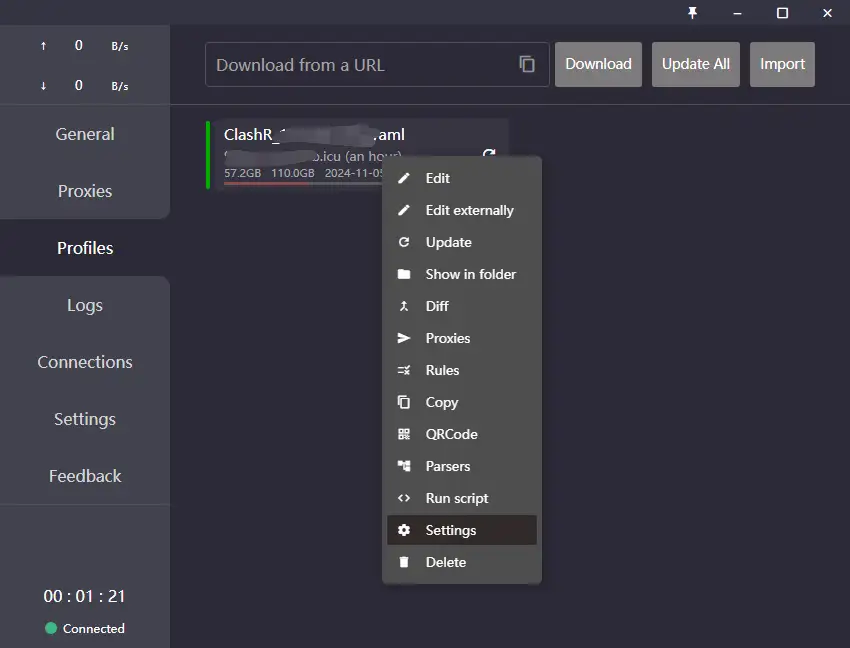 ↑ 0 B/s
↓ 0 B/s
General
Proxies
Profiles
Logs
Connections
Settings
Feedback
00 : 01 : 21
Connected
Download from a URL
Download
Update All
Import
ClashR_ .aml
.icu (an hour)
57.2GB 110.0GB 2024-11-05
Edit
Edit externally
Update
Show in folder
Diff
Proxies
Rules
Copy
QRCode
Parsers
Run script
Settings
Delete